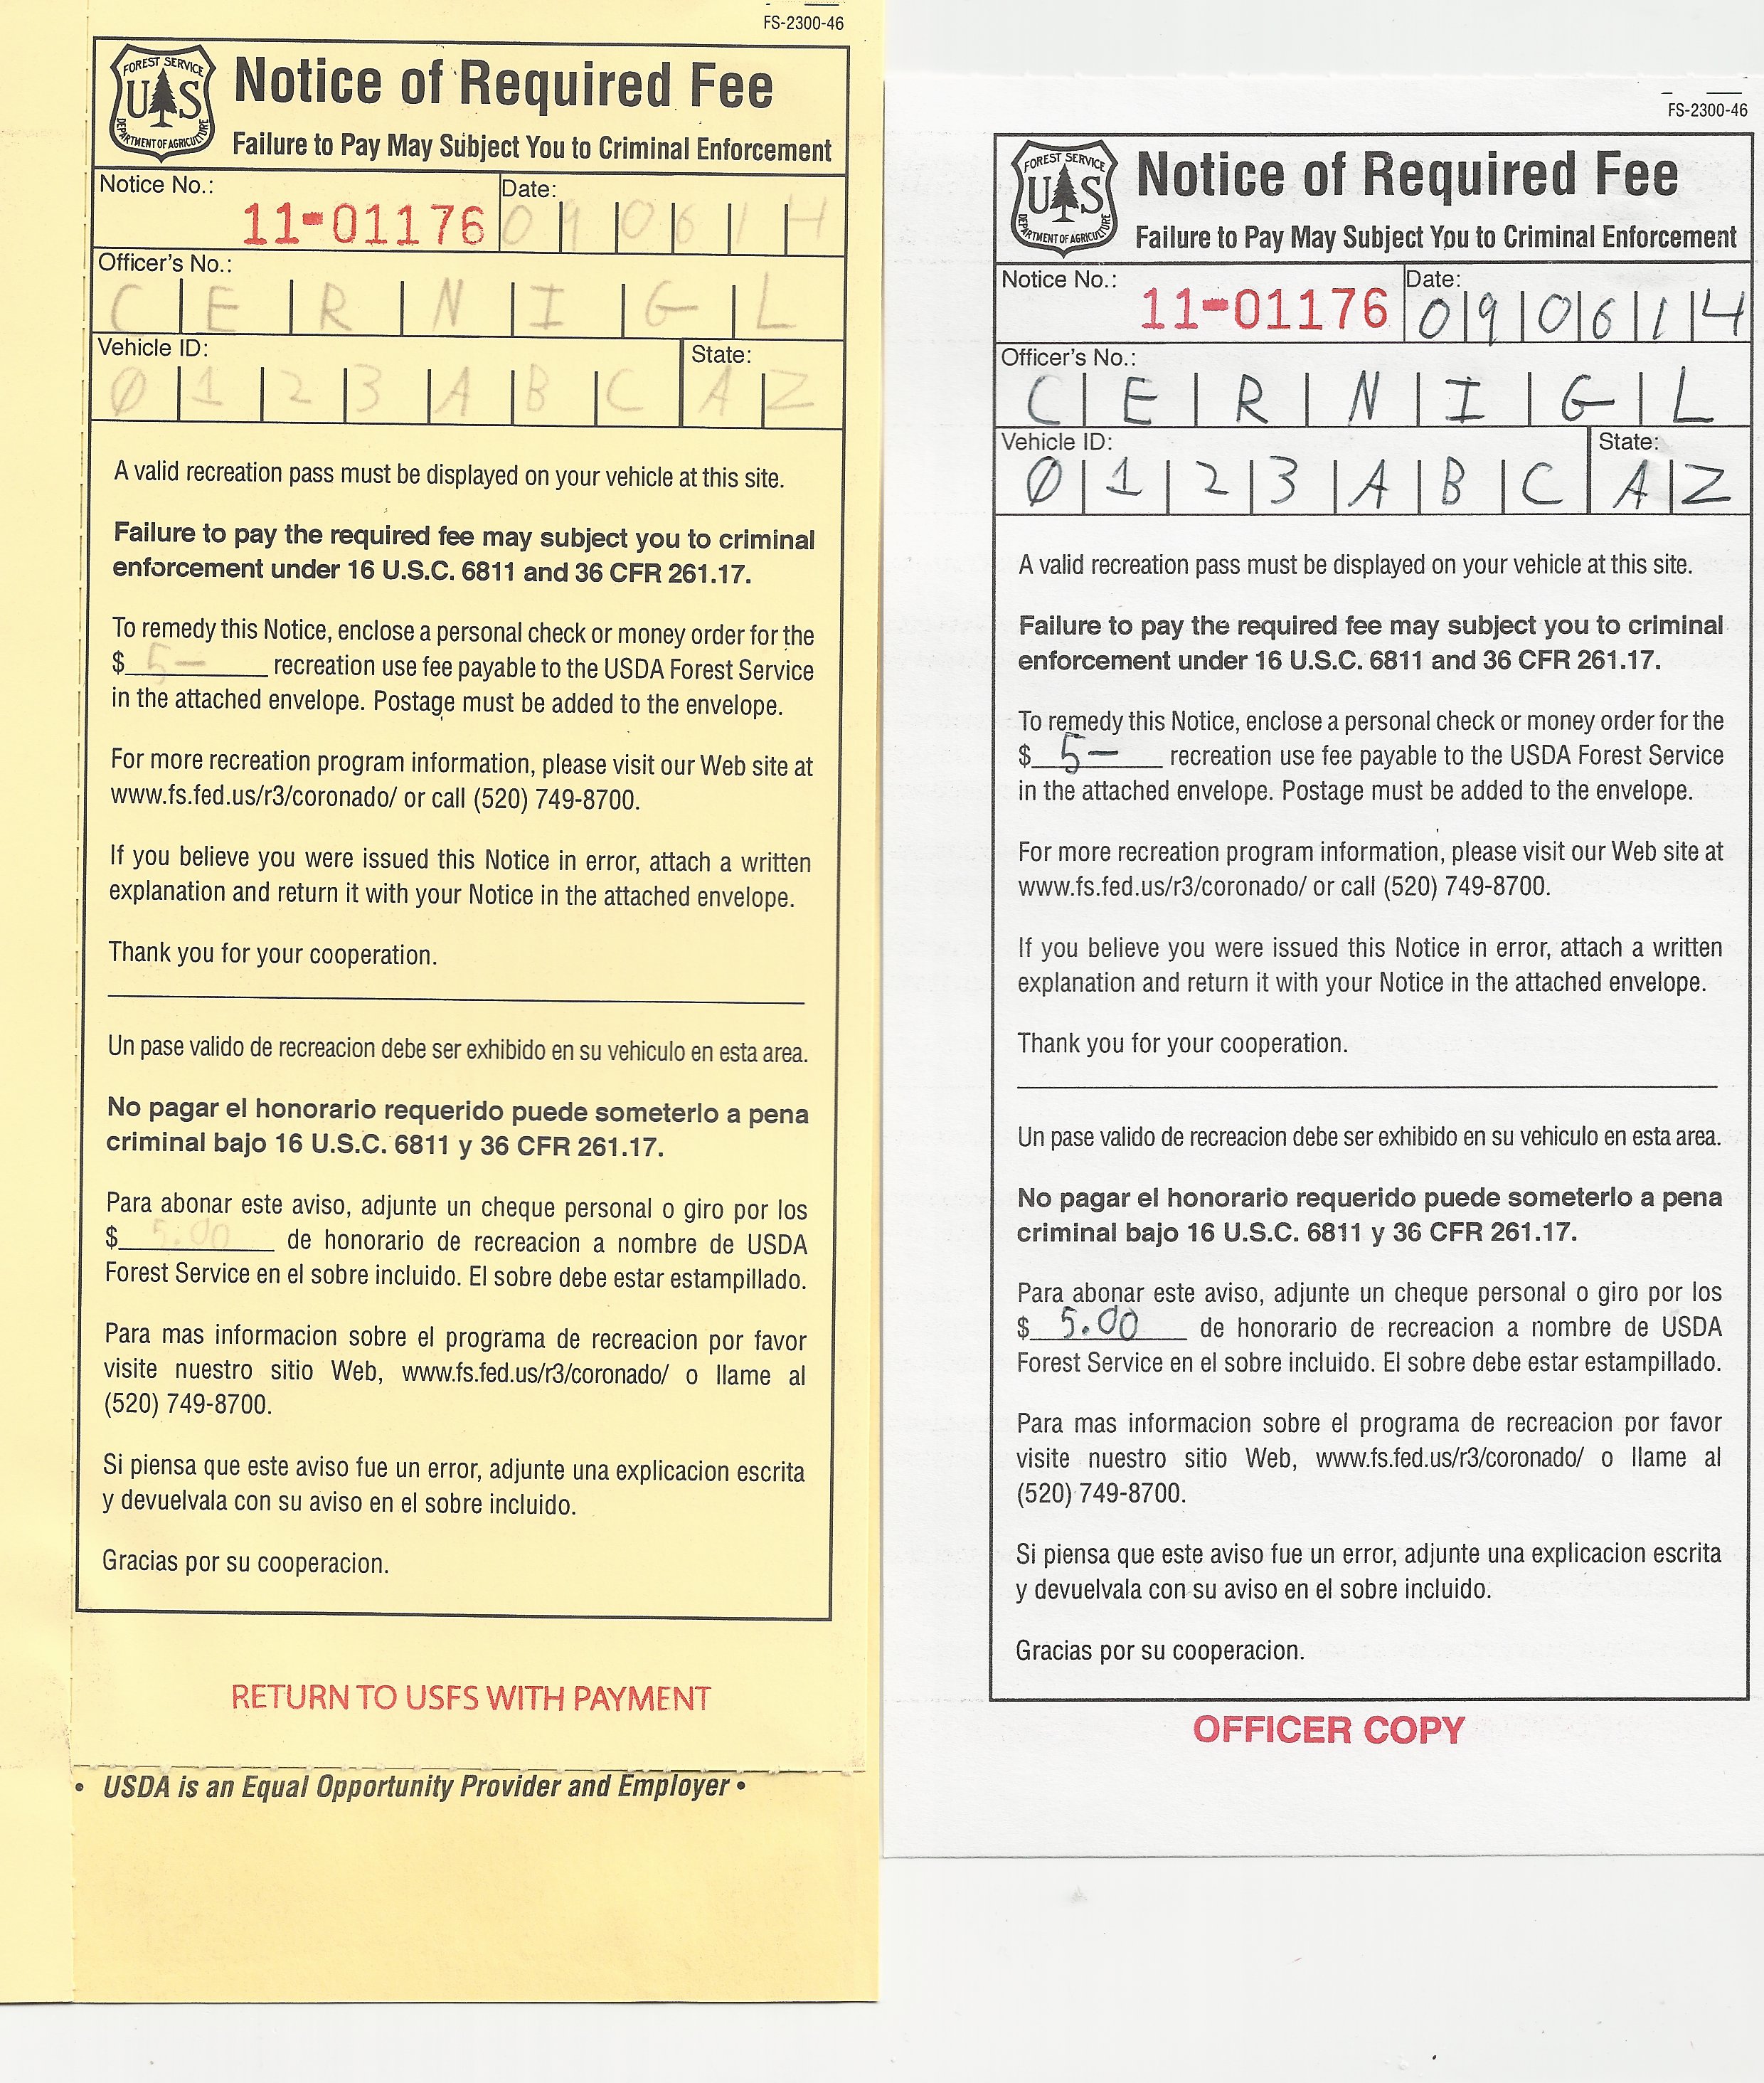 FS-2300-46
FOREST SERVICE
US
DEPARTMENT OF AGRICULTURE
Notice of Required Fee
Failure to Pay May Subject You to Criminal Enforcement
Notice No.: 11-01176 Date: 09 06 14
Officer's No.:
C E R N I G L
Vehicle ID: State:
0 1 2 3 A B C A Z
A valid recreation pass must be displayed on your vehicle at this site.
Failure to pay the required fee may subject you to criminal
enforcement under 16 U.S.C. 6811 and 36 CFR 261.17.
To remedy this Notice, enclose a personal check or money order for the
$ 5— recreation use fee payable to the USDA Forest Service
in the attached envelope. Postage must be added to the envelope.
For more recreation program information, please visit our Web site at
www.fs.fed.us/r3/coronado/ or call (520) 749-8700.
If you believe you were issued this Notice in error, attach a written
explanation and return it with your Notice in the attached envelope.
Thank you for your cooperation.
Un pase valido de recreacion debe ser exhibido en su vehiculo en esta area.
No pagar el honorario requerido puede someterlo a pena
criminal bajo 16 U.S.C. 6811 y 36 CFR 261.17.
Para abonar este aviso, adjunte un cheque personal o giro por los
$ 5.00 de honorario de recreacion a nombre de USDA
Forest Service en el sobre incluido. El sobre debe estar estampillado.
Para mas informacion sobre el programa de recreacion por favor
visite nuestro sitio Web, www.fs.fed.us/r3/coronado/ o llame al
(520) 749-8700.
Si piensa que este aviso fue un error, adjunte una explicacion escrita
y devuelvala con su aviso en el sobre incluido.
Gracias por su cooperacion.
RETURN TO USFS WITH PAYMENT
• USDA is an Equal Opportunity Provider and Employer •
FS-2300-46
FOREST SERVICE
US
DEPARTMENT OF AGRICULTURE
Notice of Required Fee
Failure to Pay May Subject You to Criminal Enforcement
Notice No.: 11-01176 Date: 09 06 14
Officer's No.:
C E R N I G L
Vehicle ID: State:
0 1 2 3 A B C A Z
A valid recreation pass must be displayed on your vehicle at this site.
Failure to pay the required fee may subject you to criminal
enforcement under 16 U.S.C. 6811 and 36 CFR 261.17.
To remedy this Notice, enclose a personal check or money order for the
$ 5— recreation use fee payable to the USDA Forest Service
in the attached envelope. Postage must be added to the envelope.
For more recreation program information, please visit our Web site at
www.fs.fed.us/r3/coronado/ or call (520) 749-8700.
If you believe you were issued this Notice in error, attach a written
explanation and return it with your Notice in the attached envelope.
Thank you for your cooperation.
Un pase valido de recreacion debe ser exhibido en su vehiculo en esta area.
No pagar el honorario requerido puede someterlo a pena
criminal bajo 16 U.S.C. 6811 y 36 CFR 261.17.
Para abonar este aviso, adjunte un cheque personal o giro por los
$ 5.00 de honorario de recreacion a nombre de USDA
Forest Service en el sobre incluido. El sobre debe estar estampillado.
Para mas informacion sobre el programa de recreacion por favor
visite nuestro sitio Web, www.fs.fed.us/r3/coronado/ o llame al
(520) 749-8700.
Si piensa que este aviso fue un error, adjunte una explicacion escrita
y devuelvala con su aviso en el sobre incluido.
Gracias por su cooperacion.
OFFICER COPY